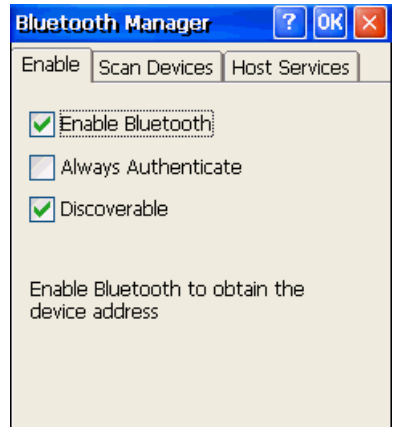 Bluetooth Manager ? OK ×
Enable Scan Devices Host Services
Enable Bluetooth
Always Authenticate
Discoverable
Enable Bluetooth to obtain the
device address